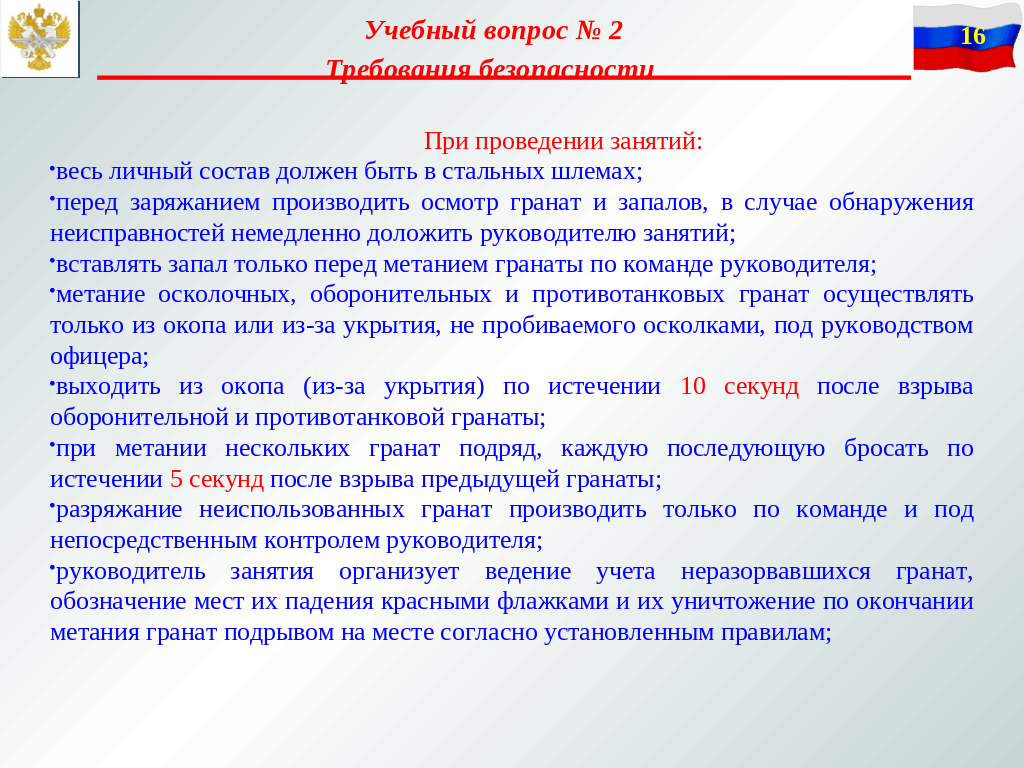 Учебный вопрос № 2
16
Требования безопасности
При проведении занятий:
•весь личный состав должен быть в стальных шлемах;
•перед заряжанием производить осмотр гранат и запалов, в случае обнаружения
неисправностей немедленно доложить руководителю занятий;
•вставлять запал только перед метанием гранаты по команде руководителя;
•метание осколочных, оборонительных и противотанковых гранат осуществлять
только из окопа или из-за укрытия, не пробиваемого осколками, под руководством
офицера;
•выходить из окопа (из-за укрытия) по истечении 10 секунд после взрыва
оборонительной и противотанковой гранаты;
•при метании нескольких гранат подряд, каждую последующую бросать по
истечении 5 секунд после взрыва предыдущей гранаты;
•разряжание неиспользованных гранат производить только по команде и под
непосредственным контролем руководителя;
•руководитель занятия организует ведение учета неразорвавшихся гранат,
обозначение мест их падения красными флажками и их уничтожение по окончании
метания гранат подрывом на месте согласно установленным правилам;